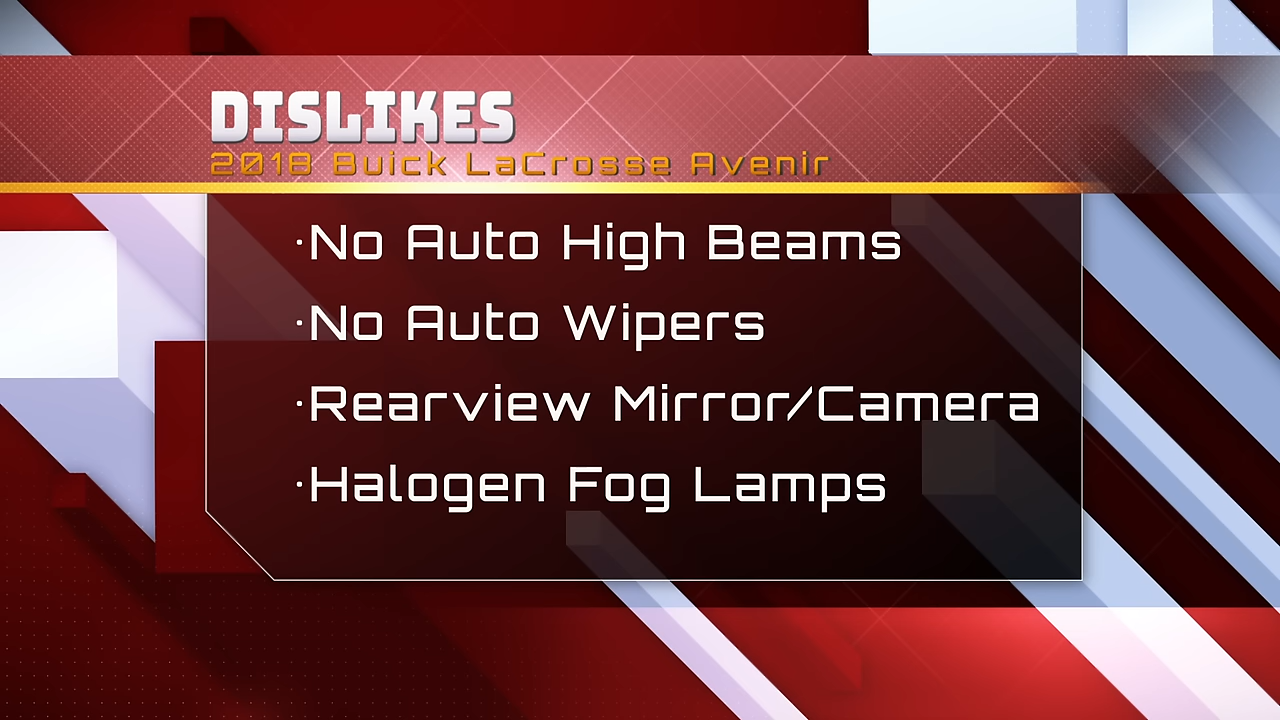 DISLIKES
2018 Buick LaCrosse Avenir
·No Auto High Beams
·No Auto Wipers
·Rearview Mirror/Camera
·Halogen Fog Lamps